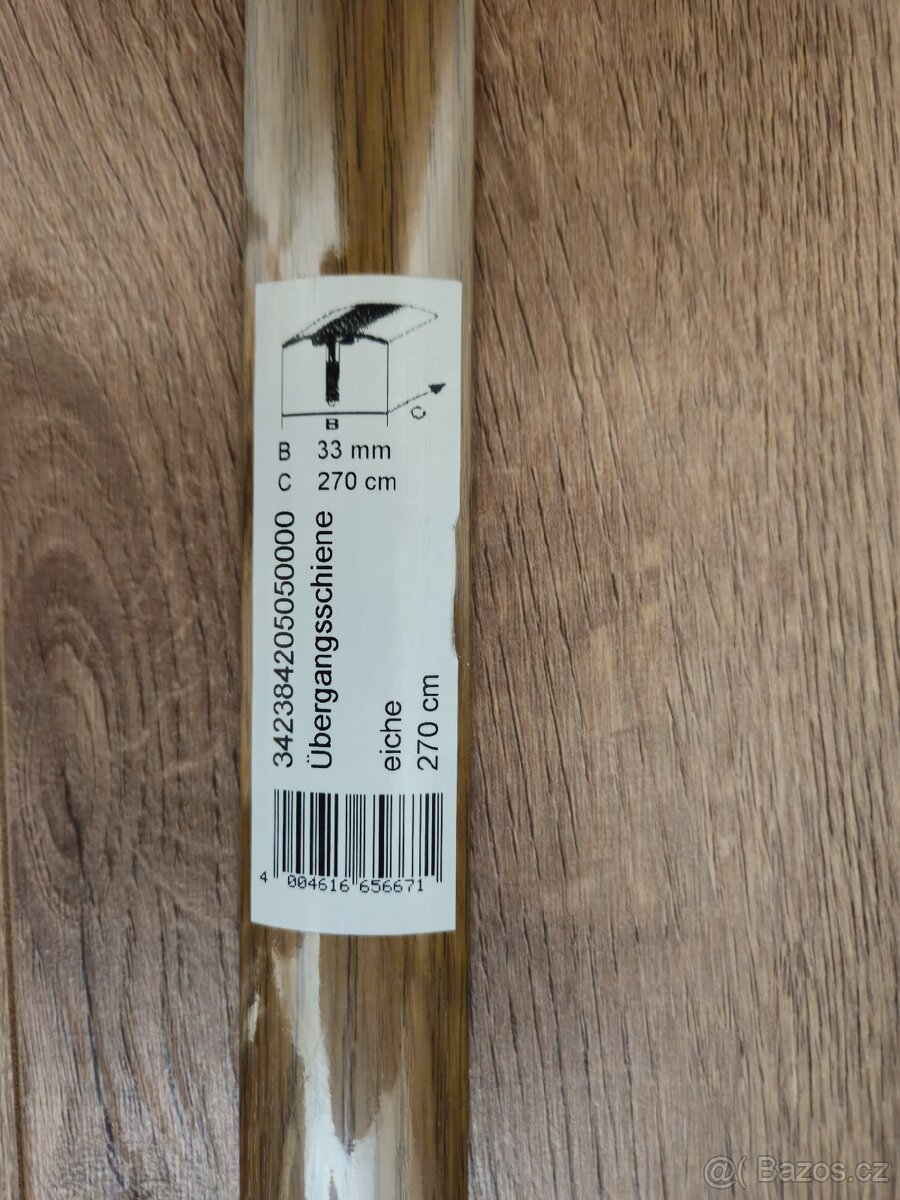 B
C
B 33 mm
C 270 cm
342384205050000
Übergangsschiene
eiche
270 cm
4 004616 656671
@( Bazos.cz